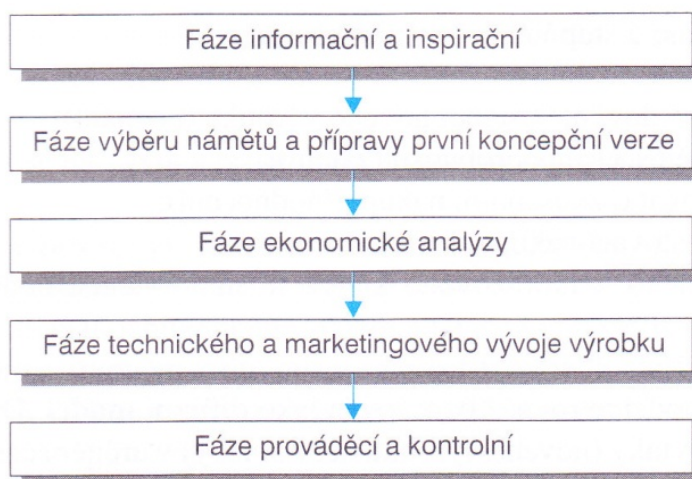 Fáze informační a inspirační
Fáze výběru námětů a přípravy první koncepční verze
Fáze ekonomické analýzy
Fáze technického a marketingového vývoje výrobku
Fáze prováděcí a kontrolní